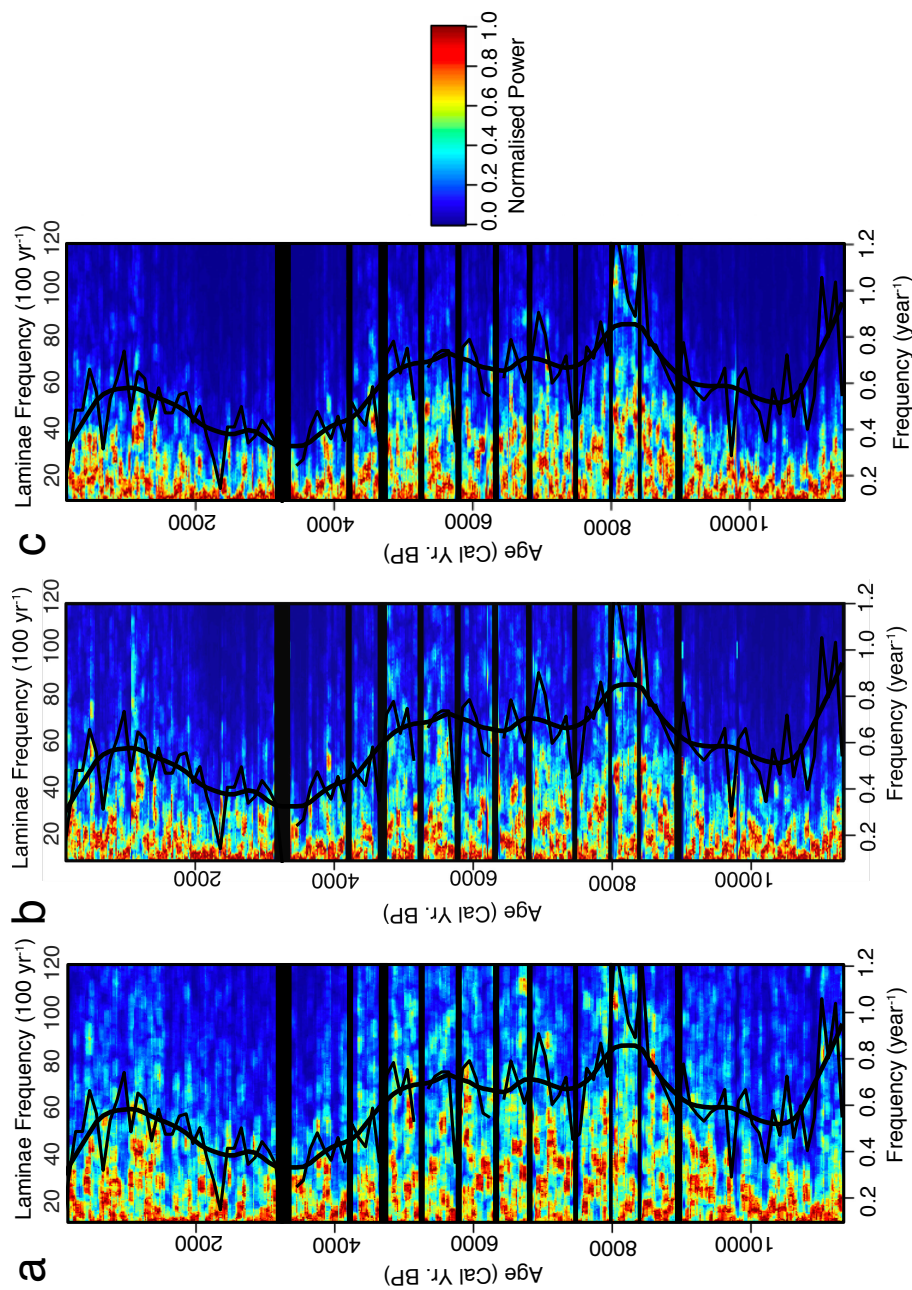 c
Laminae Frequency (100 yr⁻¹)
20 40 60 80 100 120
2000
4000
6000
8000
10000
Age (Cal Yr. BP)
0.2 0.4 0.6 0.8 1.0 1.2
Frequency (year⁻¹)
0.0 0.2 0.4 0.6 0.8 1.0
Normalised Power
b
Laminae Frequency (100 yr⁻¹)
20 40 60 80 100 120
2000
4000
6000
8000
10000
Age (Cal Yr. BP)
0.2 0.4 0.6 0.8 1.0 1.2
Frequency (year⁻¹)
a
Laminae Frequency (100 yr⁻¹)
20 40 60 80 100 120
2000
4000
6000
8000
10000
Age (Cal Yr. BP)
0.2 0.4 0.6 0.8 1.0 1.2
Frequency (year⁻¹)